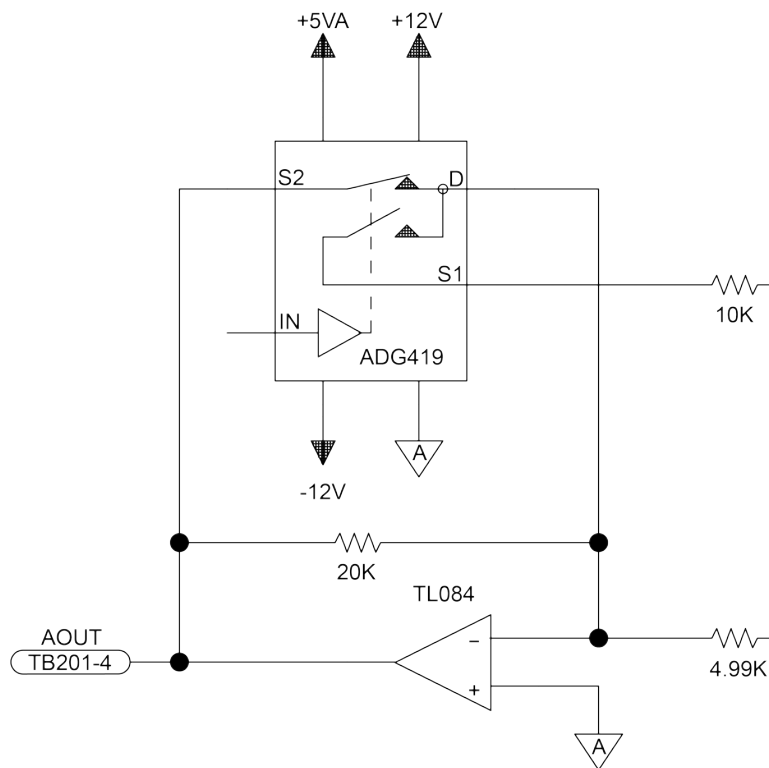 +5VA
+12V
S2
D
S1
10K
IN
ADG419
A
-12V
20K
TL084
AOUT
TB201-4
−
+
4.99K
A